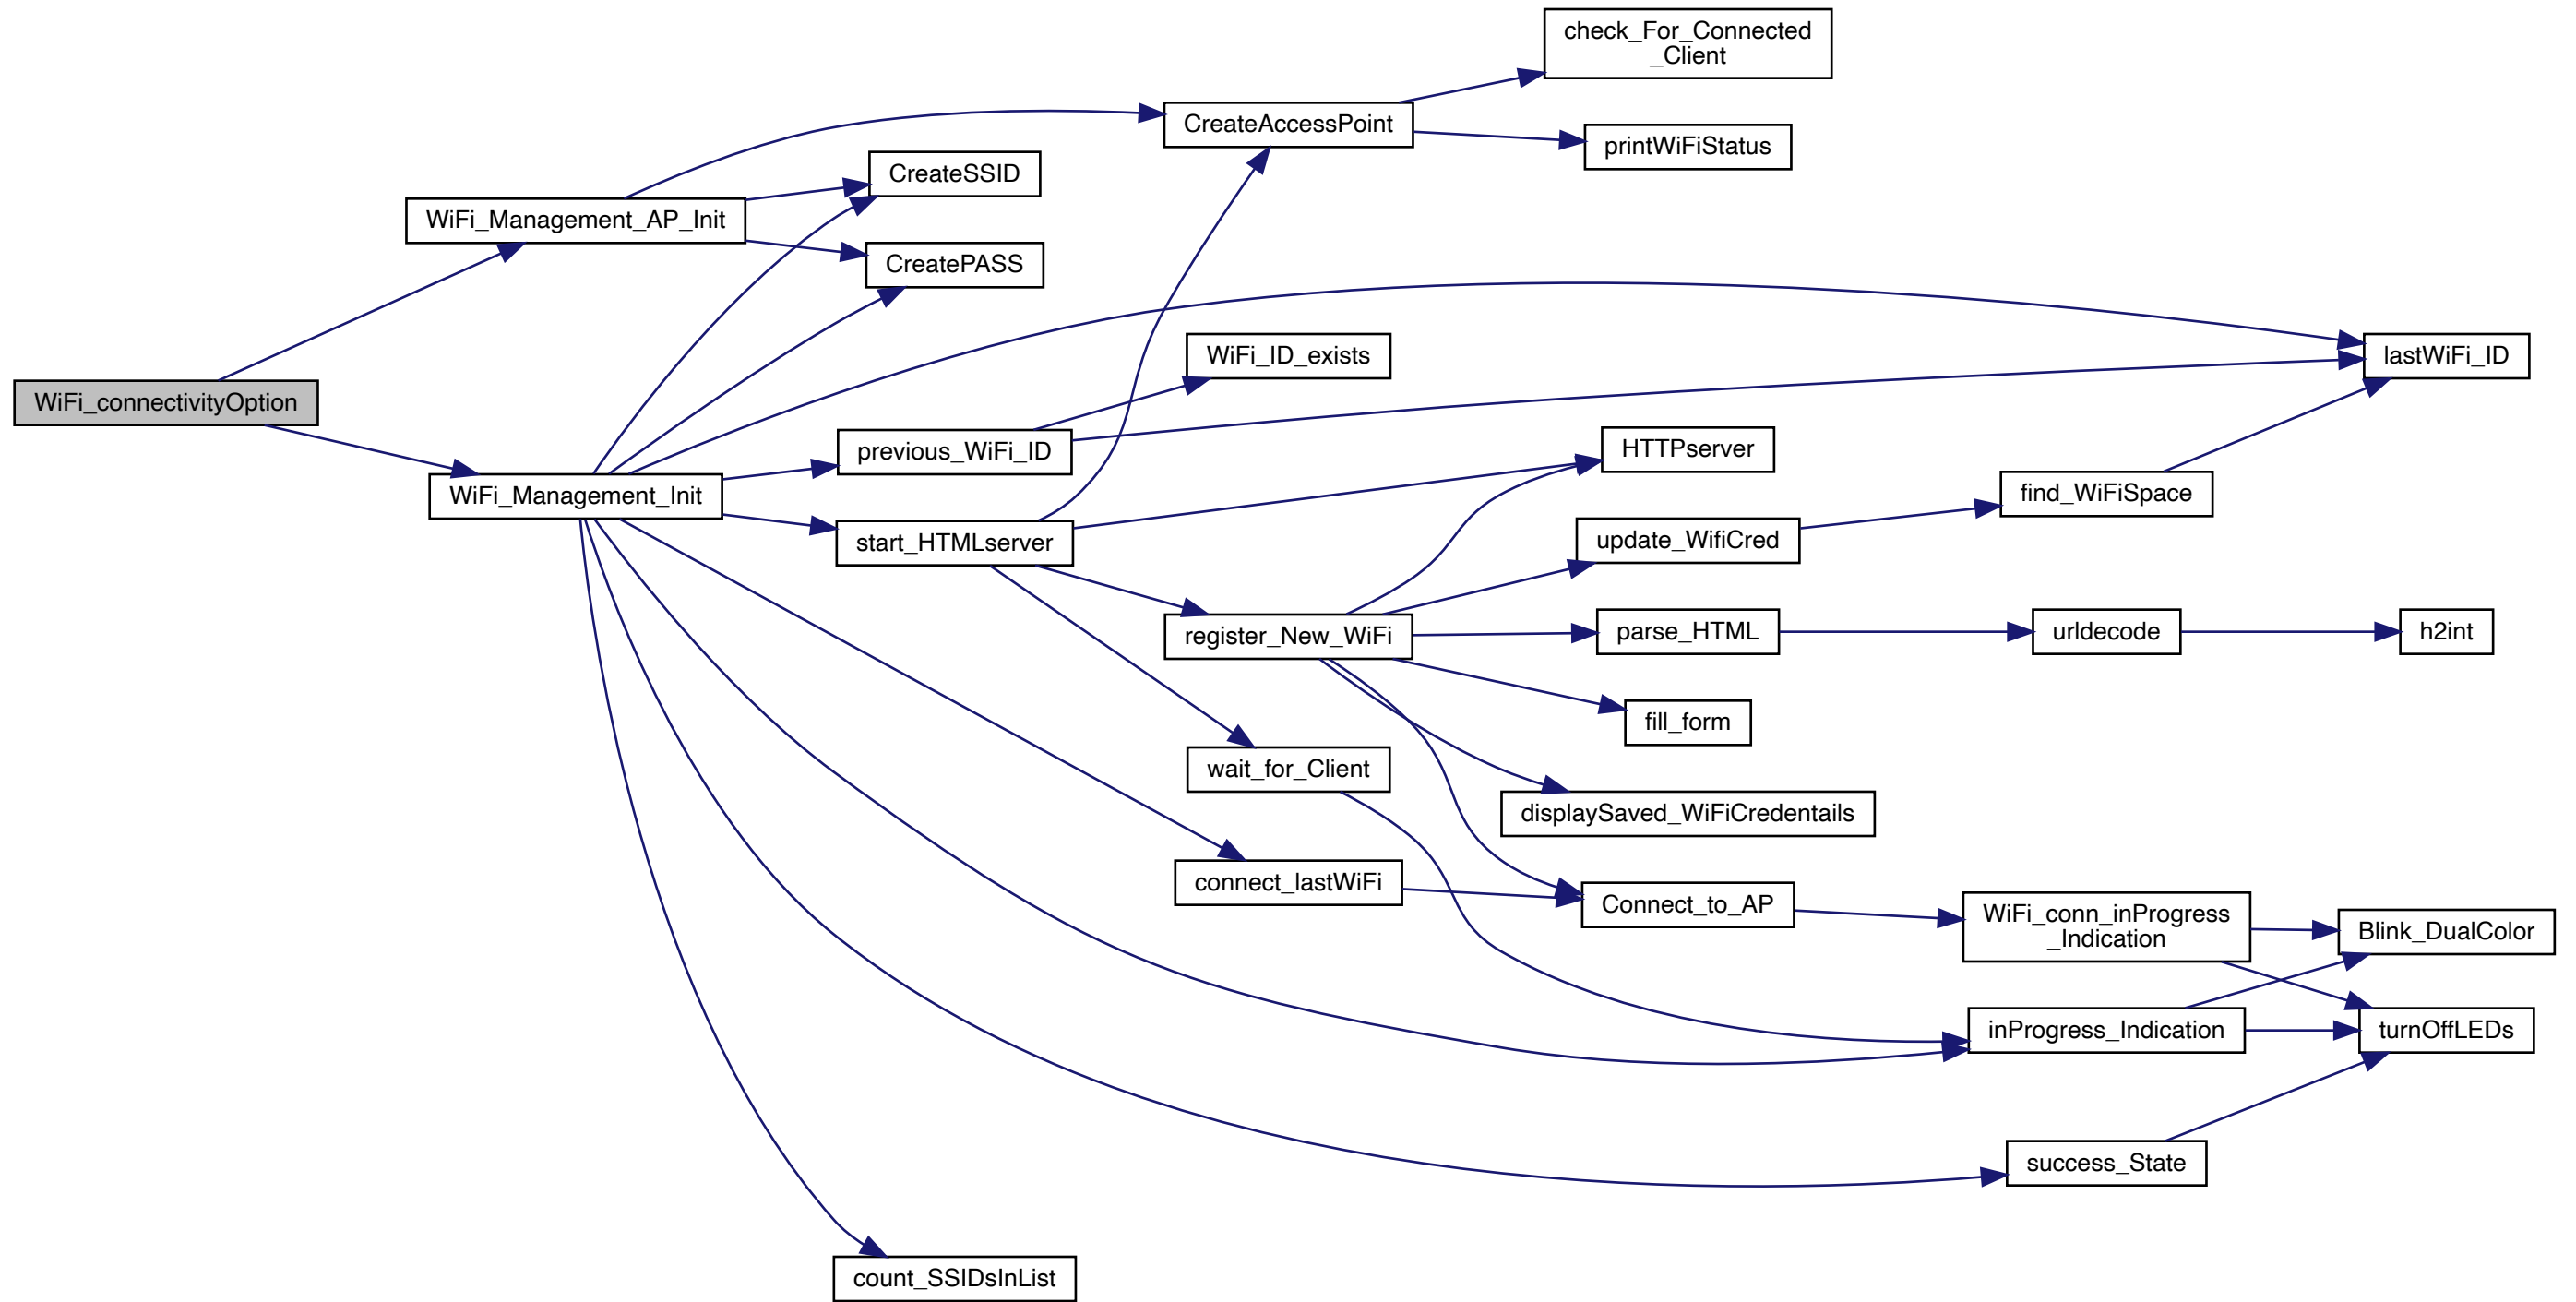 check_For_Connected
_Client
CreateAccessPoint
printWiFiStatus
CreateSSID
WiFi_Management_AP_Init
CreatePASS
WiFi_ID_exists
lastWiFi_ID
WiFi_connectivityOption
previous_WiFi_ID
HTTPserver
WiFi_Management_Init
find_WiFiSpace
start_HTMLserver
update_WifiCred
register_New_WiFi
parse_HTML
urldecode
h2int
fill_form
wait_for_Client
displaySaved_WiFiCredentails
connect_lastWiFi
Connect_to_AP
WiFi_conn_inProgress
_Indication
Blink_DualColor
inProgress_Indication
turnOffLEDs
success_State
count_SSIDsInList